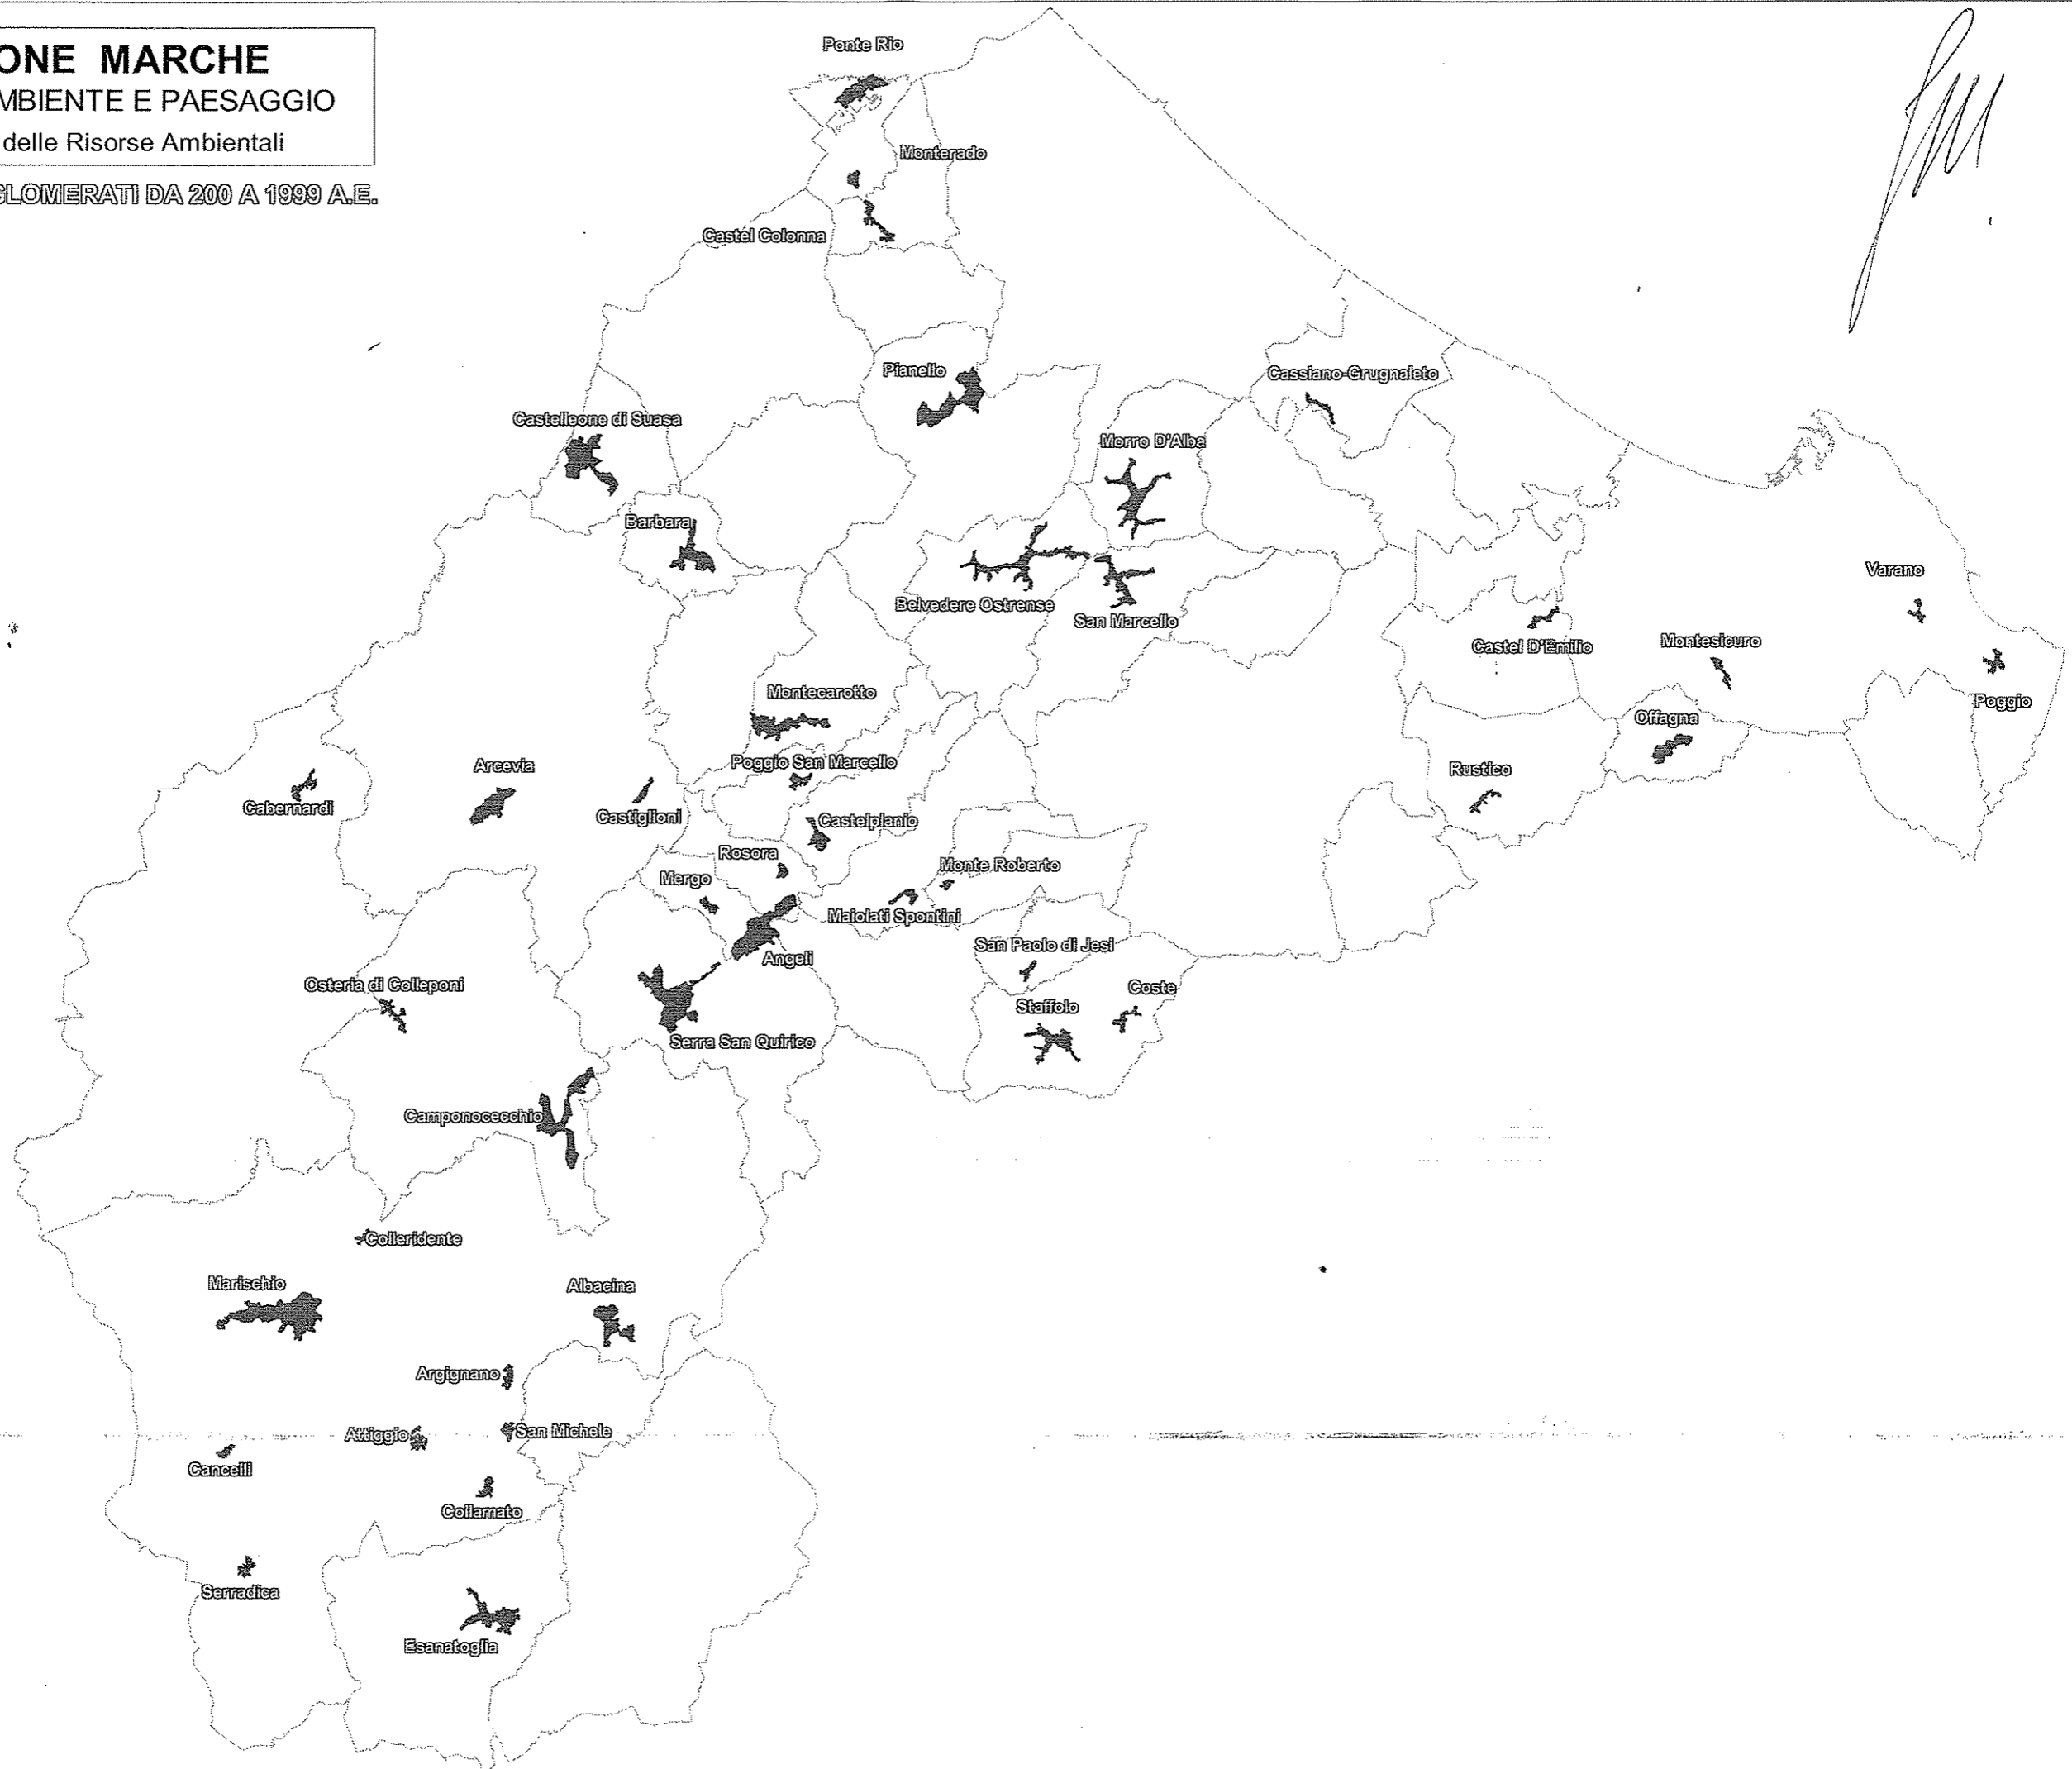 ONE MARCHE
MBIENTE E PAESAGGIO
delle Risorse Ambientali
GLOMERATI DA 200 A 1999 A.E.
Ponte Rio
Monterado
Castel Colonna
Pianello
Cassiano-Grugnaleto
Castelleone di Suasa
Morro D'Alba
Barbara
Varano
Belvedere Ostrense
San Marcello
Castel D'Emilio
Montesicuro
Montecarotto
Poggio
Offagna
Poggio San Marcello
Arcevia
Rustico
Cabernardi
Castiglioni
Castelplanio
Rosora
Monte Roberto
Mergo
Maiolati Spontini
San Paolo di Jesi
Angeli
Osteria di Colleponi
Coste
Staffolo
Serra San Quirico
Camponocecchio
Colleridente
Marischio
Albacina
Argignano
San Michele
Attiggio
Cancelli
Collamato
Serradica
Esanatoglia